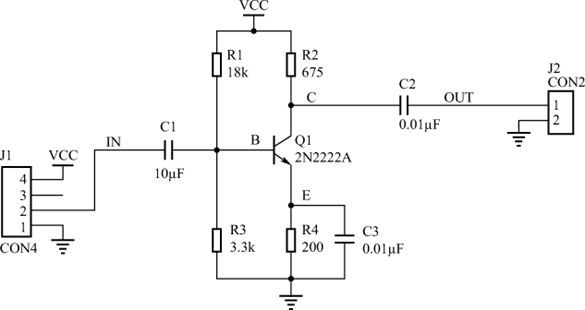 VCC
R1
18k
R2
675
C
C2
0.01μF
OUT
J2
CON2
1
2
J1
VCC
4
3
2
1
CON4
IN
C1
10μF
B
Q1
2N2222A
E
R3
3.3k
R4
200
C3
0.01μF